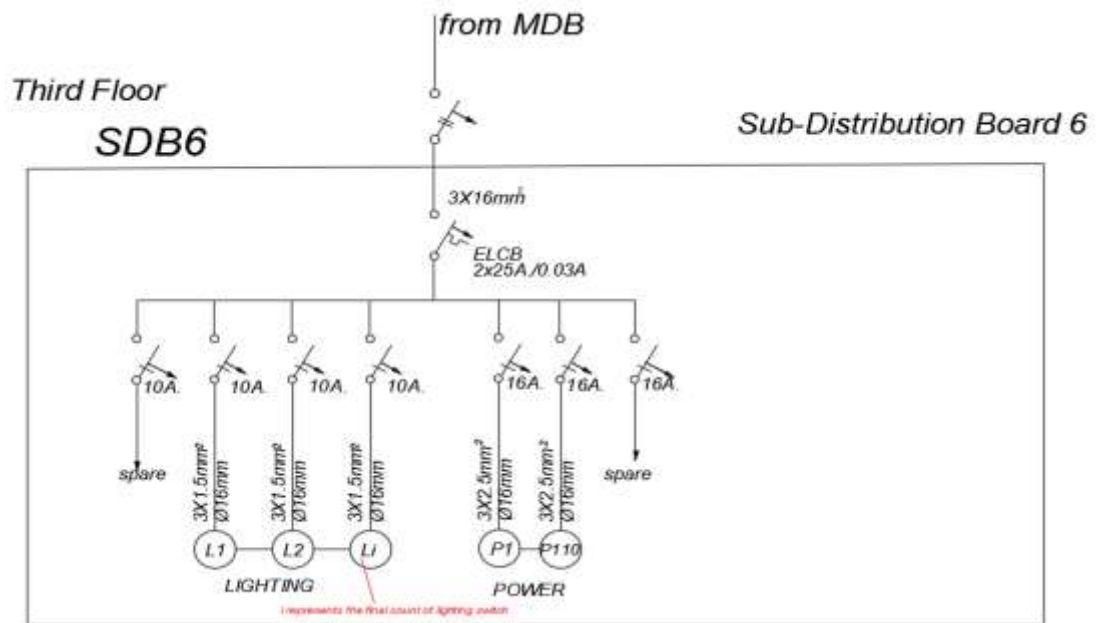 from MDB
Third Floor
SDB6
Sub-Distribution Board 6
3X16mm²
ELCB
2x25A./0.03A
10A.
10A.
10A.
10A.
16A.
16A.
16A.
spare
3X1.5mm²
Ø16mm
3X1.5mm²
Ø16mm
3X1.5mm²
Ø16mm
3X2.5mm²
Ø16mm
3X2.5mm²
Ø16mm
spare
L1
L2
Li
P1
P110
LIGHTING
POWER
i represents the final count of lighting switch